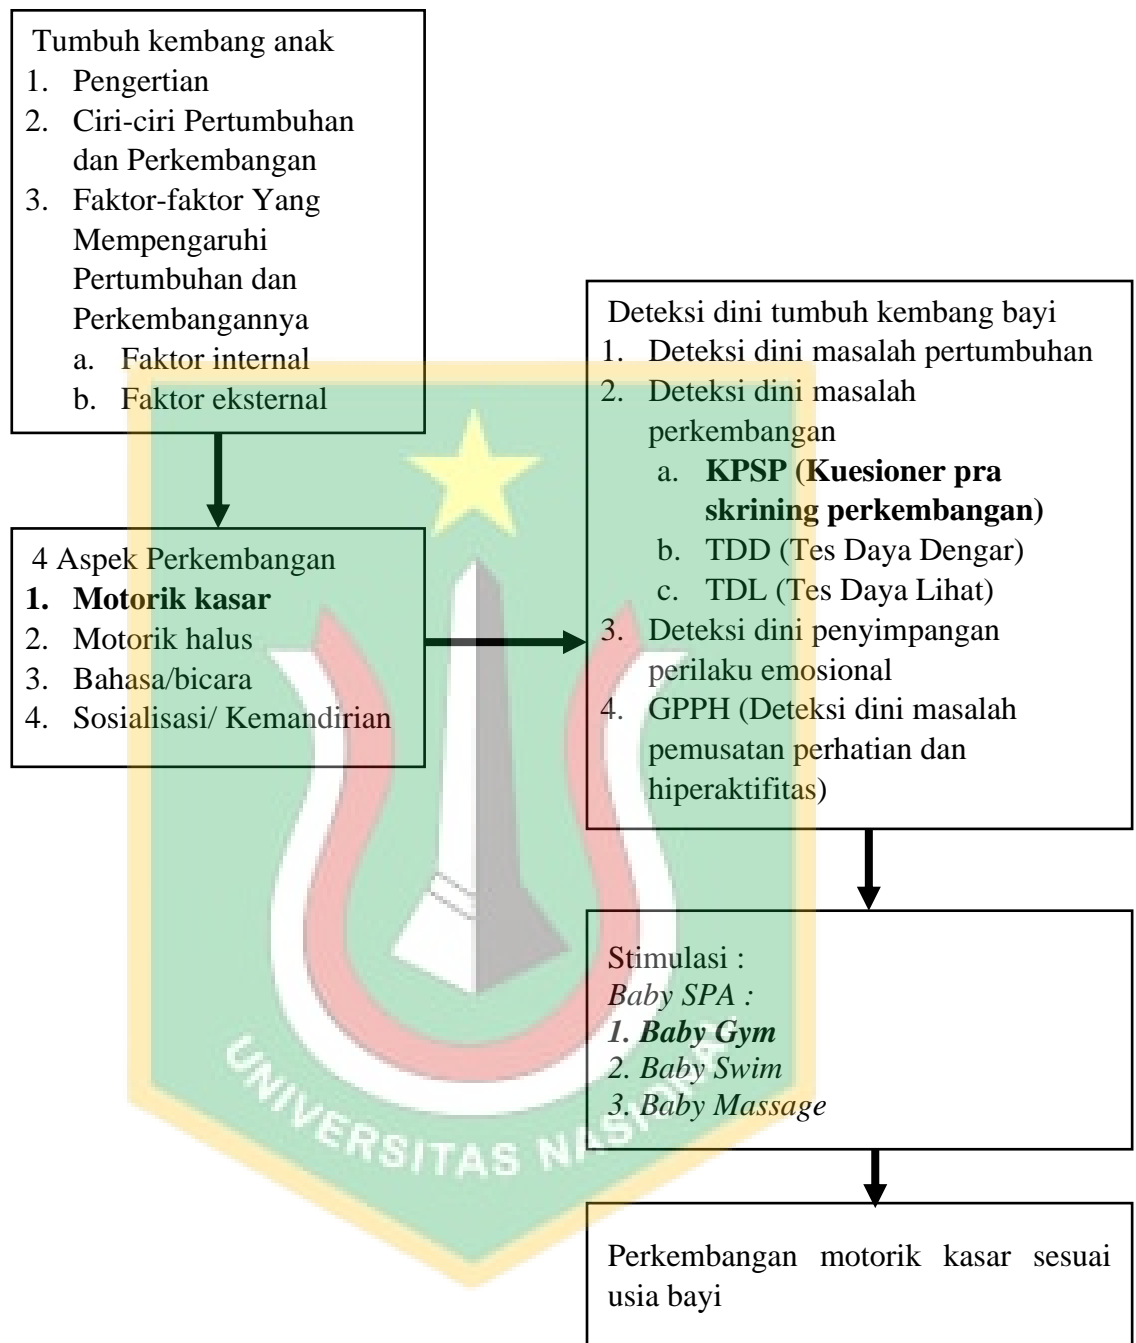 Tumbuh kembang anak
1. Pengertian
2. Ciri-ciri Pertumbuhan
dan Perkembangan
3. Faktor-faktor Yang
Mempengaruhi
Pertumbuhan dan
Perkembangannya
a. Faktor internal
b. Faktor eksternal
4 Aspek Perkembangan
1. Motorik kasar
2. Motorik halus
3. Bahasa/bicara
4. Sosialisasi/ Kemandirian
Deteksi dini tumbuh kembang bayi
1. Deteksi dini masalah pertumbuhan
2. Deteksi dini masalah
perkembangan
a. KPSP (Kuesioner pra
skrining perkembangan)
b. TDD (Tes Daya Dengar)
c. TDL (Tes Daya Lihat)
3. Deteksi dini penyimpangan
perilaku emosional
4. GPPH (Deteksi dini masalah
pemusatan perhatian dan
hiperaktifitas)
Stimulasi :
Baby SPA :
1. Baby Gym
2. Baby Swim
3. Baby Massage
Perkembangan motorik kasar sesuai
usia bayi
UNIVERSITAS NASIONAL